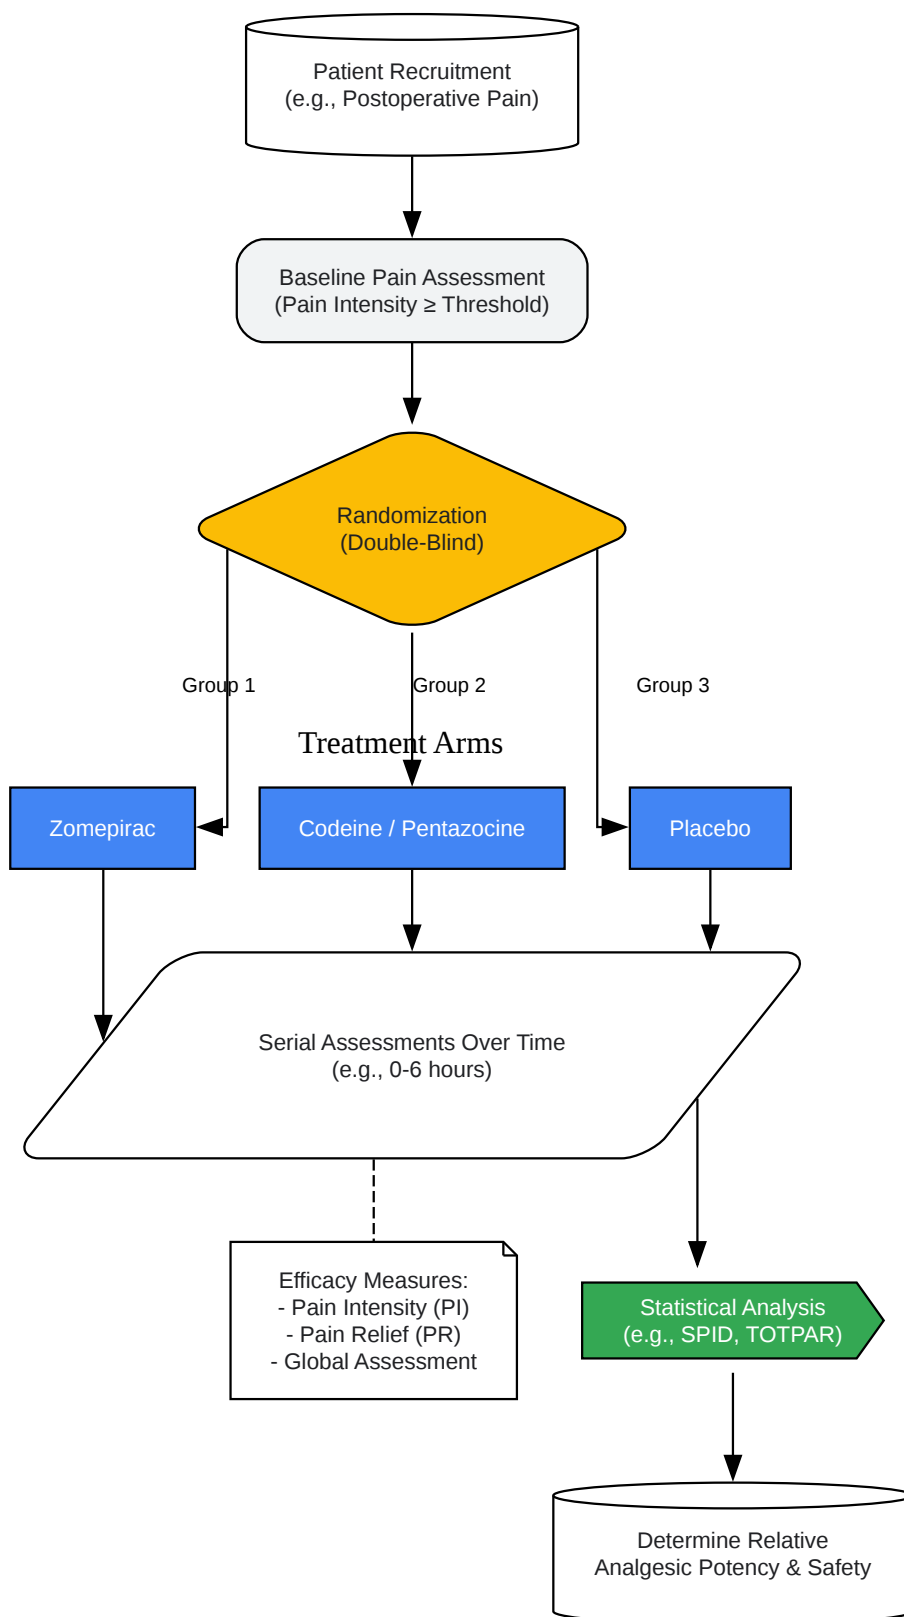 Patient Recruitment
(e.g., Postoperative Pain)
Baseline Pain Assessment
(Pain Intensity ≥ Threshold)
Randomization
(Double-Blind)
Group 1
Group 2
Group 3
Treatment Arms
Zomepirac
Codeine / Pentazocine
Placebo
Serial Assessments Over Time
(e.g., 0-6 hours)
Efficacy Measures:
- Pain Intensity (PI)
- Pain Relief (PR)
- Global Assessment
Statistical Analysis
(e.g., SPID, TOTPAR)
Determine Relative
Analgesic Potency & Safety